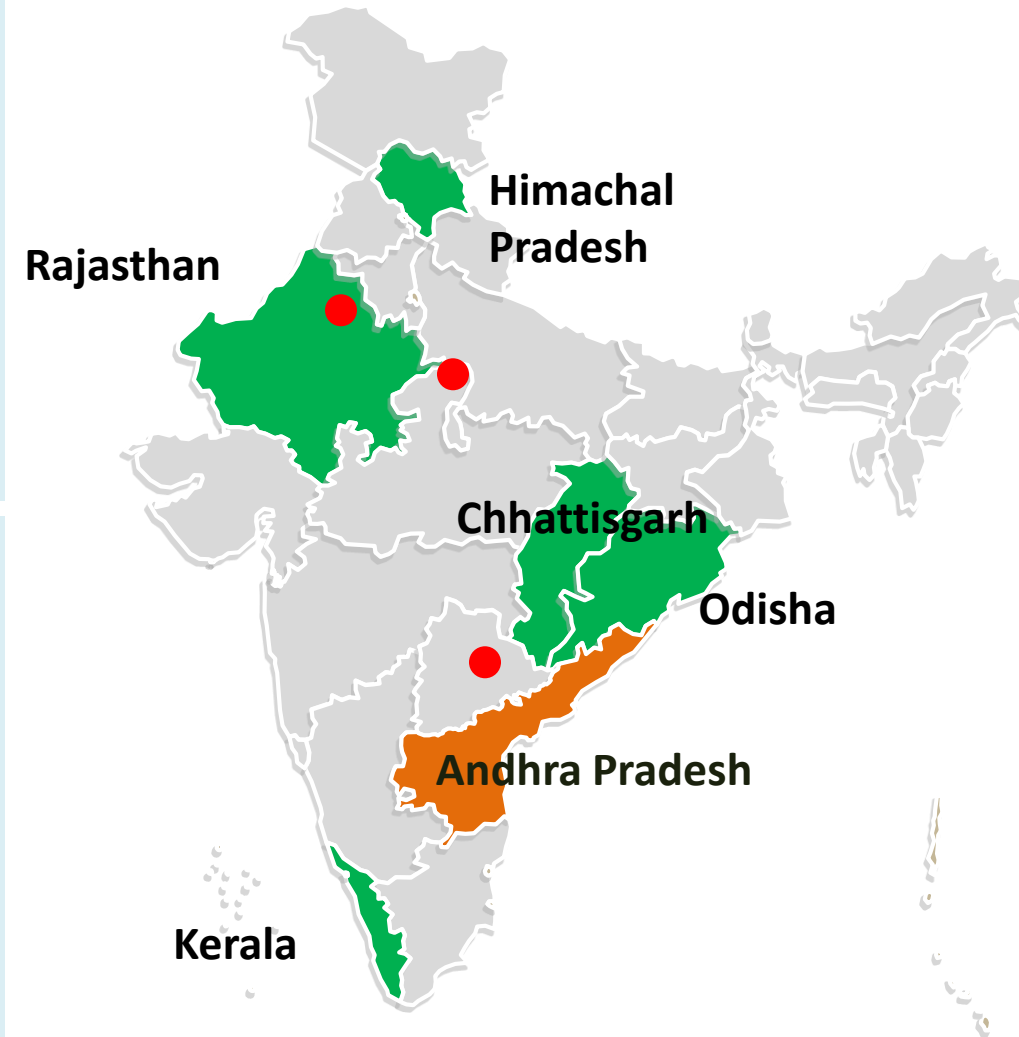 Himachal
Pradesh
Rajasthan
Chhattisgarh
Odisha
Andhra Pradesh
Kerala